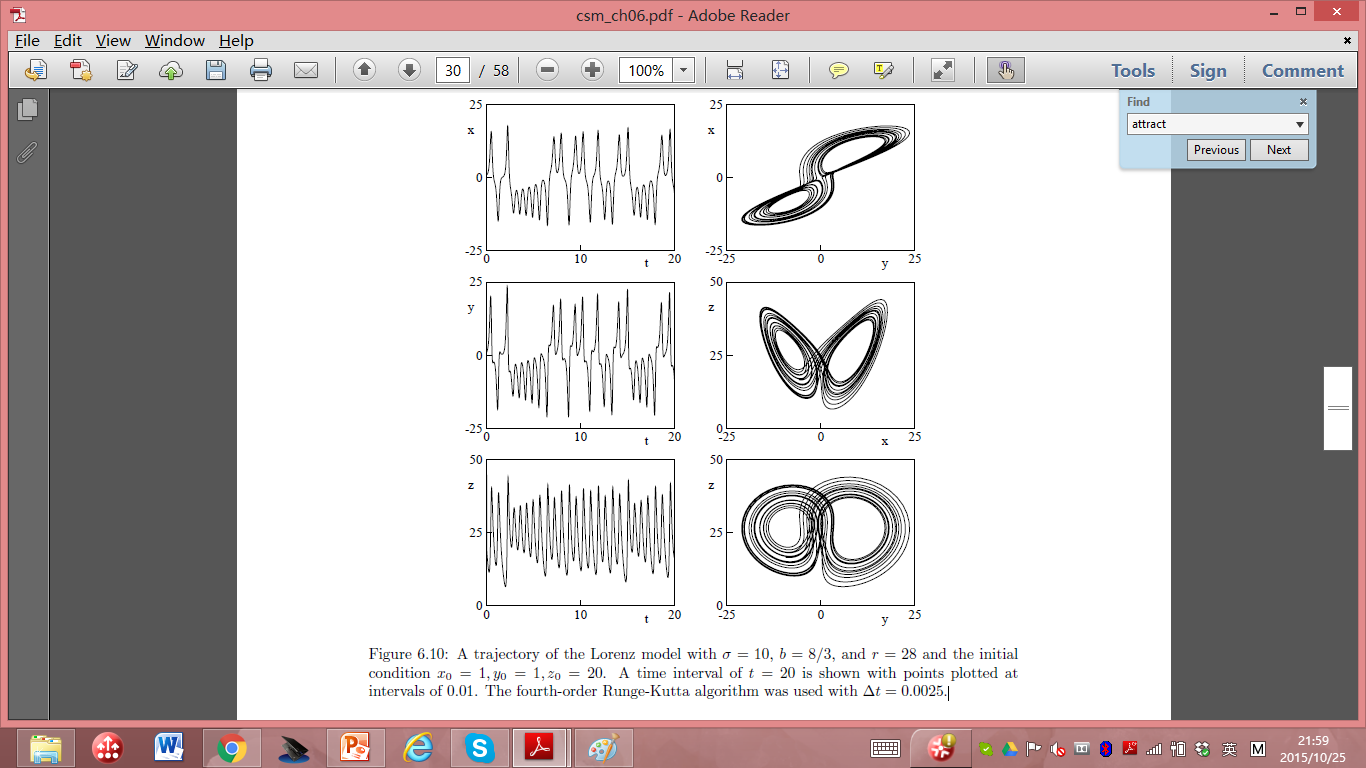 csm_ch06.pdf - Adobe Reader
File Edit View Window Help
30 / 58 100% Tools Sign Comment
Find
attract
Previous Next
25 x 0 -25 0 10 t 20
25 x 0 -25 -25 0 y 25
25 y 0 -25 0 10 t 20
50 z 25 0 -25 0 x 25
50 z 25 0 0 10 t 20
50 z 25 0 -25 0 y 25
Figure 6.10: A trajectory of the Lorenz model with σ = 10, b = 8/3, and r = 28 and the initial
condition x₀ = 1, y₀ = 1, z₀ = 20. A time interval of t = 20 is shown with points plotted at
intervals of 0.01. The fourth-order Runge-Kutta algorithm was used with Δt = 0.0025.
英 M
21:59
2015/10/25